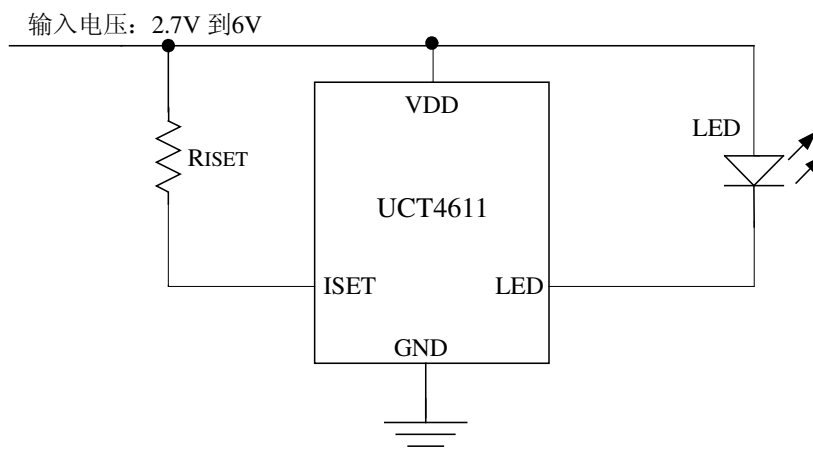 输入电压：2.7V 到6V
VDD
LED
RISET
UCT4611
ISET
LED
GND